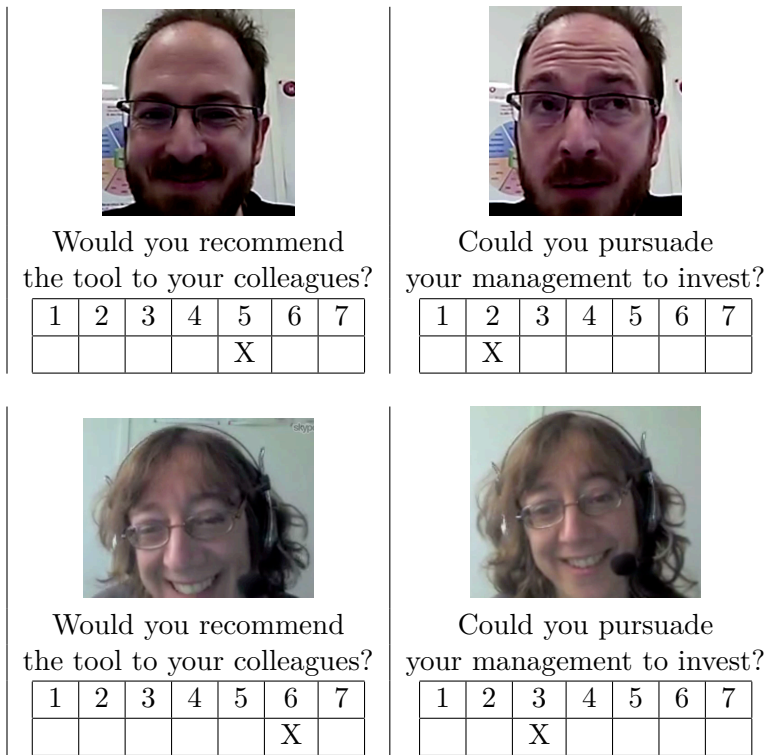 Would you recommend
the tool to your colleagues?
1 2 3 4 5 6 7
X
Could you pursuade
your management to invest?
1 2 3 4 5 6 7
X
skype
Would you recommend
the tool to your colleagues?
1 2 3 4 5 6 7
X
Could you pursuade
your management to invest?
1 2 3 4 5 6 7
X